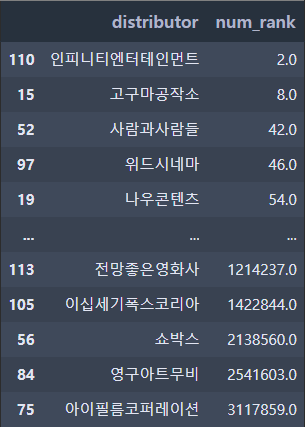 distributor num_rank
110 인피니티엔터테인먼트 2.0
15 고구마공작소 8.0
52 사람과사람들 42.0
97 위드시네마 46.0
19 나우콘텐츠 54.0
... ... ...
113 전망좋은영화사 1214237.0
105 이십세기폭스코리아 1422844.0
56 쇼박스 2138560.0
84 영구아트무비 2541603.0
75 아이필름코퍼레이션 3117859.0